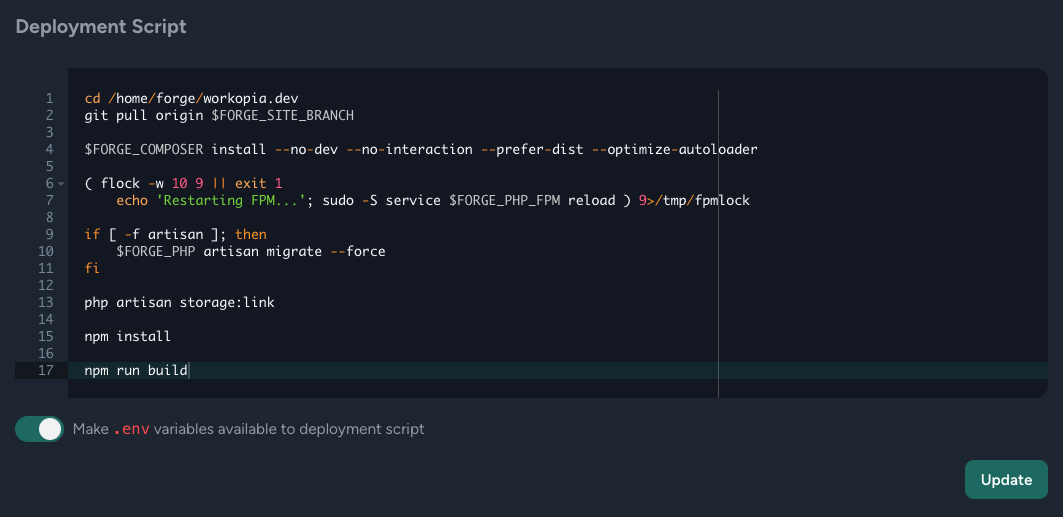 Deployment Script
1 cd /home/forge/workopia.dev
2 git pull origin $FORGE_SITE_BRANCH
3
4 $FORGE_COMPOSER install --no-dev --no-interaction --prefer-dist --optimize-autoloader
5
6 ( flock -w 10 9 || exit 1
7     echo 'Restarting FPM...'; sudo -S service $FORGE_PHP_FPM reload ) 9>/tmp/fpmlock
8
9 if [ -f artisan ]; then
10     $FORGE_PHP artisan migrate --force
11 fi
12
13 php artisan storage:link
14
15 npm install
16
17 npm run build
Make .env variables available to deployment script
Update